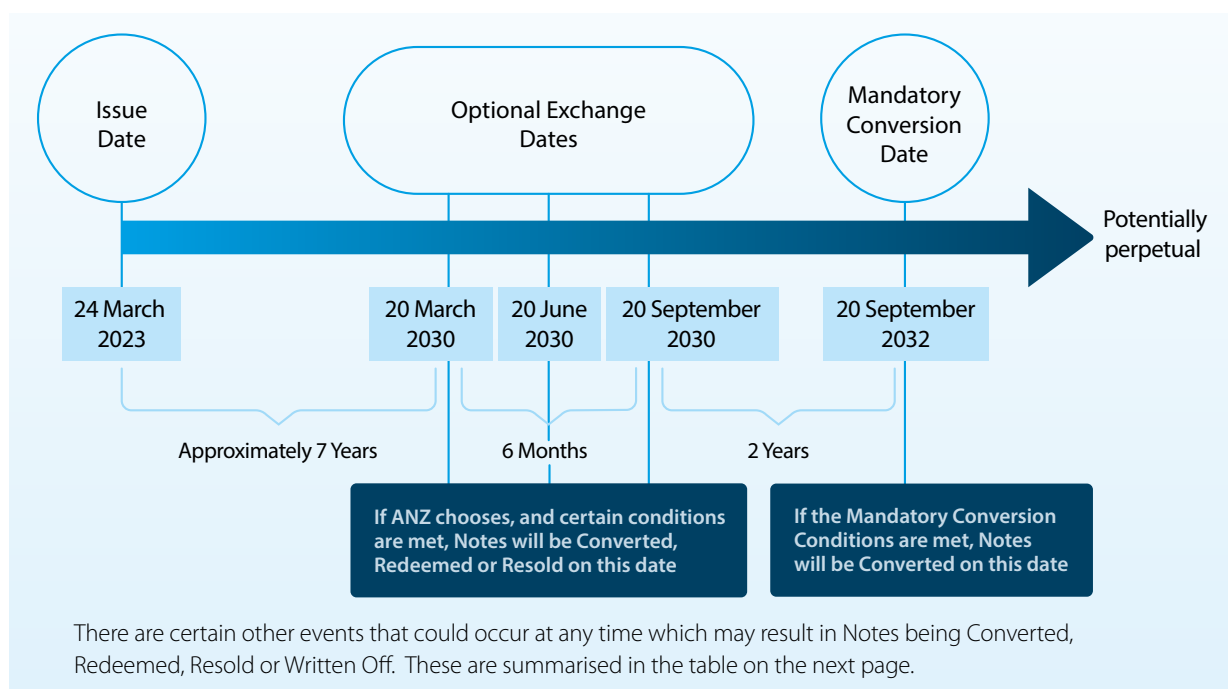 Issue
Date
Optional Exchange
Dates
Mandatory
Conversion
Date
Potentially
perpetual
24 March
2023
20 March
2030
20 June
2030
20 September
2030
20 September
2032
Approximately 7 Years
6 Months
2 Years
If ANZ chooses, and certain conditions
are met, Notes will be Converted,
Redeemed or Resold on this date
If the Mandatory Conversion
Conditions are met, Notes
will be Converted on this date
There are certain other events that could occur at any time which may result in Notes being Converted,
Redeemed, Resold or Written Off.  These are summarised in the table on the next page.